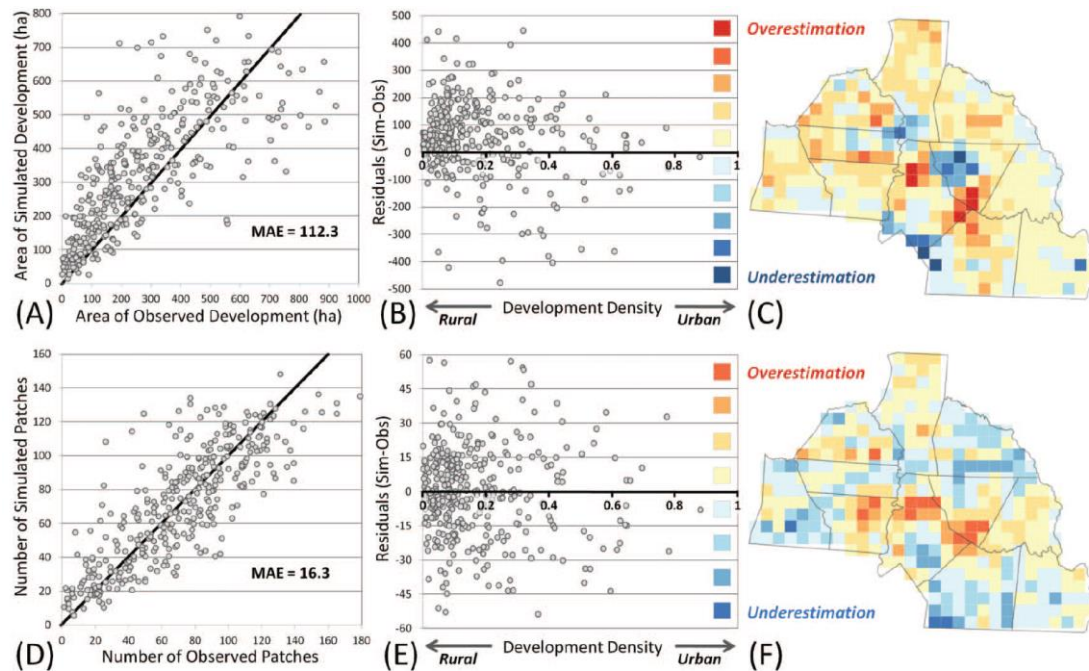 800
700
600
500
400
300
200
100
0
Area of Simulated Development (ha)
MAE = 112.3
0 100 200 300 400 500 600 700 800 900 1000
(A) Area of Observed Development (ha)
500
400
300
200
100
0
-100
-200
-300
-400
-500
Residuals (Sim-Obs)
0 0.2 0.4 0.6 0.8 1
(B) Rural Development Density Urban
Overestimation
Underestimation
(C)
160
140
120
100
80
60
40
20
0
Number of Simulated Patches
MAE = 16.3
0 20 40 60 80 100 120 140 160 180
(D) Number of Observed Patches
60
45
30
15
0
-15
-30
-45
-60
Residuals (Sim-Obs)
0 0.2 0.4 0.6 0.8 1
(E) Rural Development Density Urban
Overestimation
Underestimation
(F)